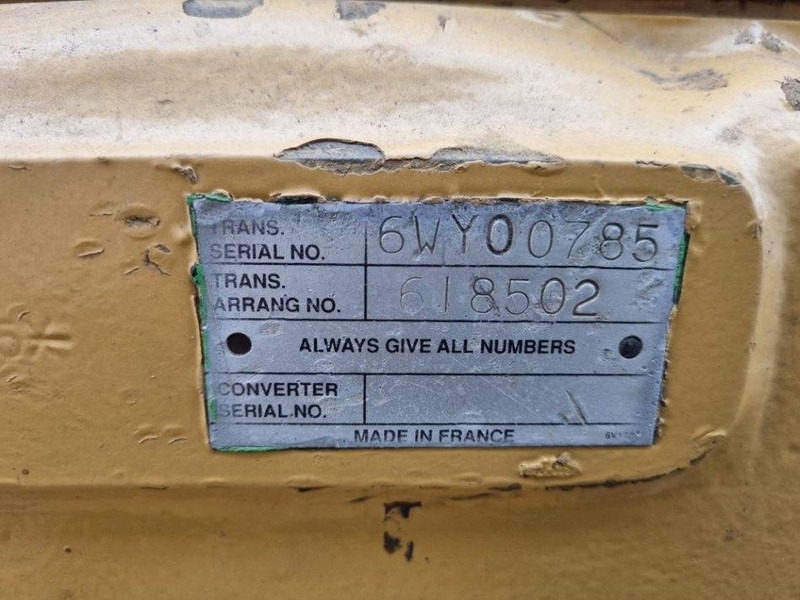 TRANS.
SERIAL NO. 6WY00785
TRANS.
ARRANG NO. 618502
ALWAYS GIVE ALL NUMBERS
CONVERTER
SERIAL NO.
MADE IN FRANCE